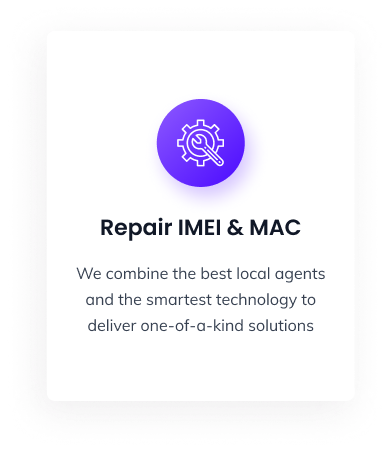 Repair IMEI & MAC
We combine the best local agents
and the smartest technology to
deliver one-of-a-kind solutions